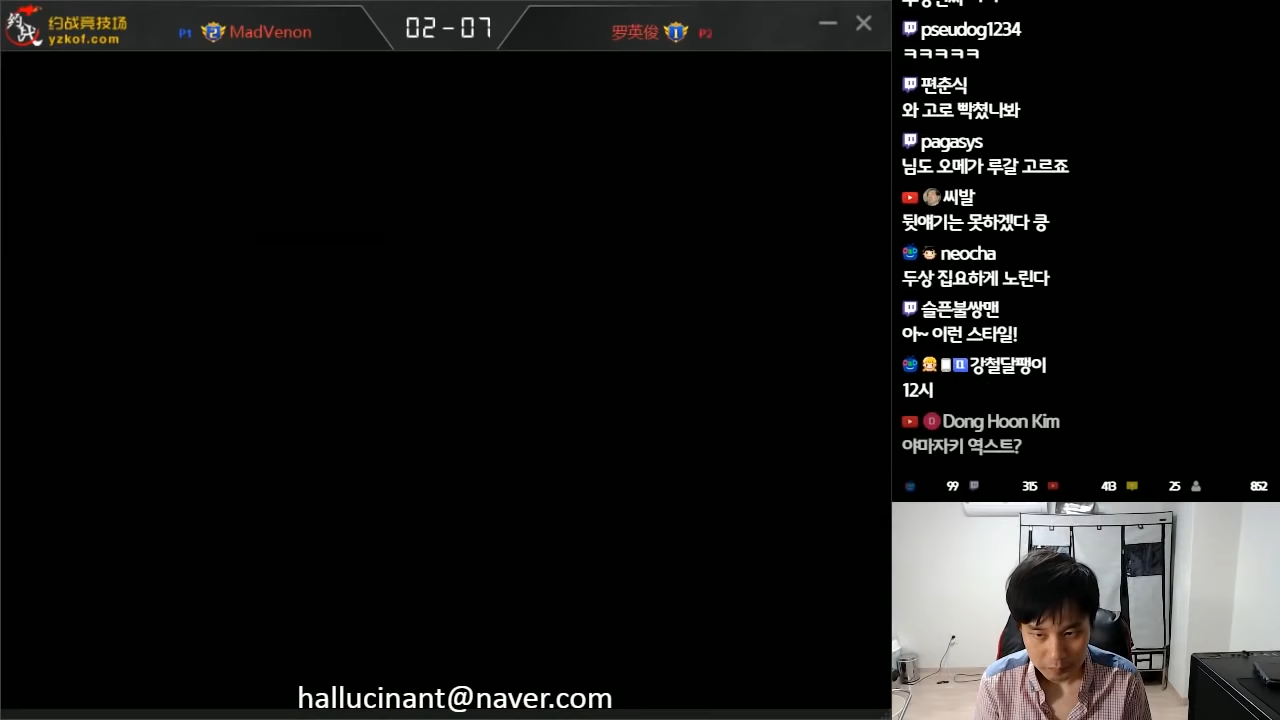 约战竞技场
yzkof.com
P1
2
MadVenon
02-07
罗英俊
1
P2
pseudog1234
ㅋㅋㅋㅋㅋ
편춘식
와 고로 빡쳤나봐
pagasys
님도 오메가 루갈 고르죠
씨발
뒷얘기는 못하겠다 킁
neocha
두상 집요하게 노린다
슬픈불쌍맨
아~ 이런 스타일!
강철달팽이
12시
D
Dong Hoon Kim
야마자키 역스트?
99
315
413
25
852
hallucinant@naver.com